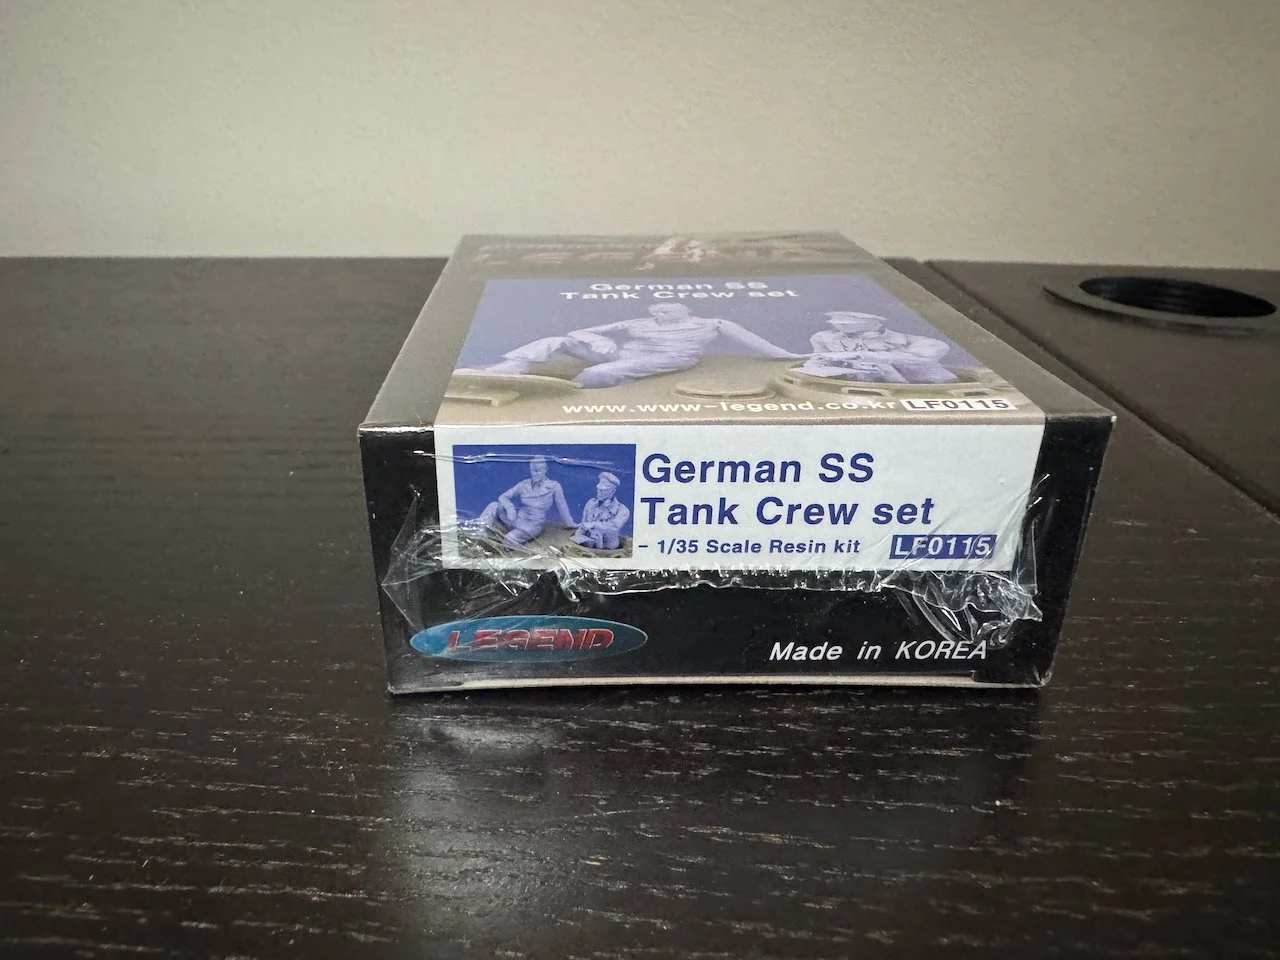 German SS
Tank Crew set
www.www-legend.co.kr LF0115
German SS
Tank Crew set
- 1/35 Scale Resin kit LF0115
LEGEND
Made in KOREA